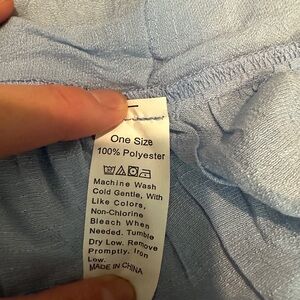 One Size
100% Polyester
Machine Wash
Cold Gentle, With
Like Colors,
Non-Chlorine
Bleach When
Needed. Tumble
Dry Low. Remove
Promptly. Iron
Low.
MADE IN CHINA